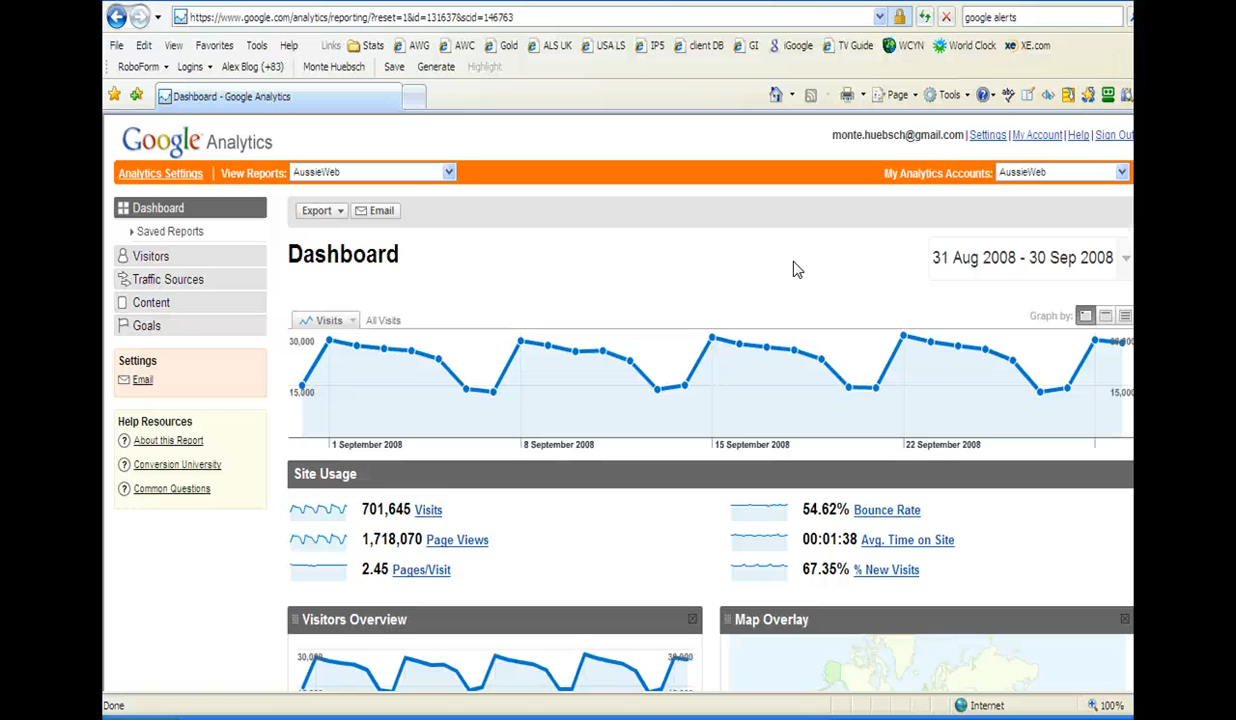 https://www.google.com/analytics/reporting/?reset=1&id=131637&scid=146763
google alerts
File Edit View Favorites Tools Help Links Stats AWG AWC Gold ALS UK USA LS IP5 client DB GI iGoogle TV Guide WCYN World Clock XE.com
RoboForm Logins Alex Blog (+83) Monte Huebsch Save Generate Highlight
Dashboard - Google Analytics
Page Tools
Google Analytics
monte.huebsch@gmail.com | Settings | My Account | Help | Sign Out
Analytics Settings | View Reports: AussieWeb My Analytics Accounts: AussieWeb
Dashboard
Saved Reports
Visitors
Traffic Sources
Content
Goals
Settings
Email
Help Resources
About this Report
Conversion University
Common Questions
Export Email
Dashboard
31 Aug 2008 - 30 Sep 2008
Visits All Visits
Graph by:
30,000
15,000
15,000
1 September 2008 8 September 2008 15 September 2008 22 September 2008
Site Usage
701,645 Visits
1,718,070 Page Views
2.45 Pages/Visit
54.62% Bounce Rate
00:01:38 Avg. Time on Site
67.35% % New Visits
Visitors Overview
30,000
Map Overlay
Done
Internet
100%